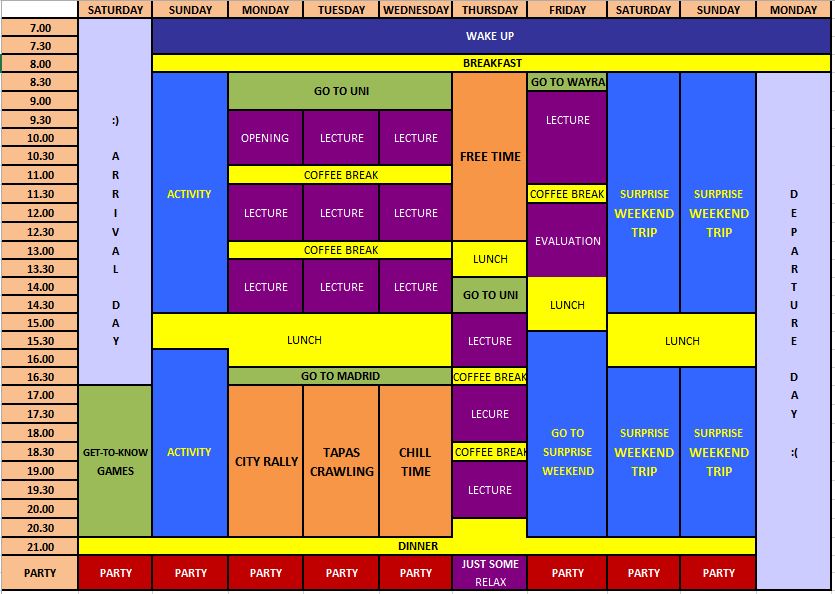 SATURDAY SUNDAY MONDAY TUESDAY WEDNESDAY THURSDAY FRIDAY SATURDAY SUNDAY MONDAY
7.00
WAKE UP
7.30
8.00 BREAKFAST
8.30 GO TO UNI GO TO WAYRA
9.00
9.30 :) LECTURE
10.00 OPENING LECTURE LECTURE
10.30 A FREE TIME
11.00 R COFFEE BREAK
11.30 R ACTIVITY COFFEE BREAK SURPRISE SURPRISE D
12.00 I LECTURE LECTURE LECTURE WEEKEND WEEKEND E
12.30 V EVALUATION TRIP TRIP P
13.00 A COFFEE BREAK LUNCH A
13.30 L R
14.00 LECTURE LECTURE LECTURE GO TO UNI T
14.30 D LUNCH U
15.00 A R
15.30 Y LUNCH LECTURE LUNCH E
16.00
16.30 GO TO MADRID COFFEE BREAK D
17.00 A
17.30 LECURE Y
18.00 GO TO SURPRISE SURPRISE
18.30 GET-TO-KNOW ACTIVITY CITY RALLY TAPAS CHILL COFFEE BREAK SURPRISE WEEKEND WEEKEND :(
19.00 GAMES CRAWLING TIME WEEKEND TRIP TRIP
19.30 LECTURE
20.00
20.30
21.00 DINNER
PARTY PARTY PARTY PARTY PARTY PARTY JUST SOME PARTY PARTY PARTY
RELAX